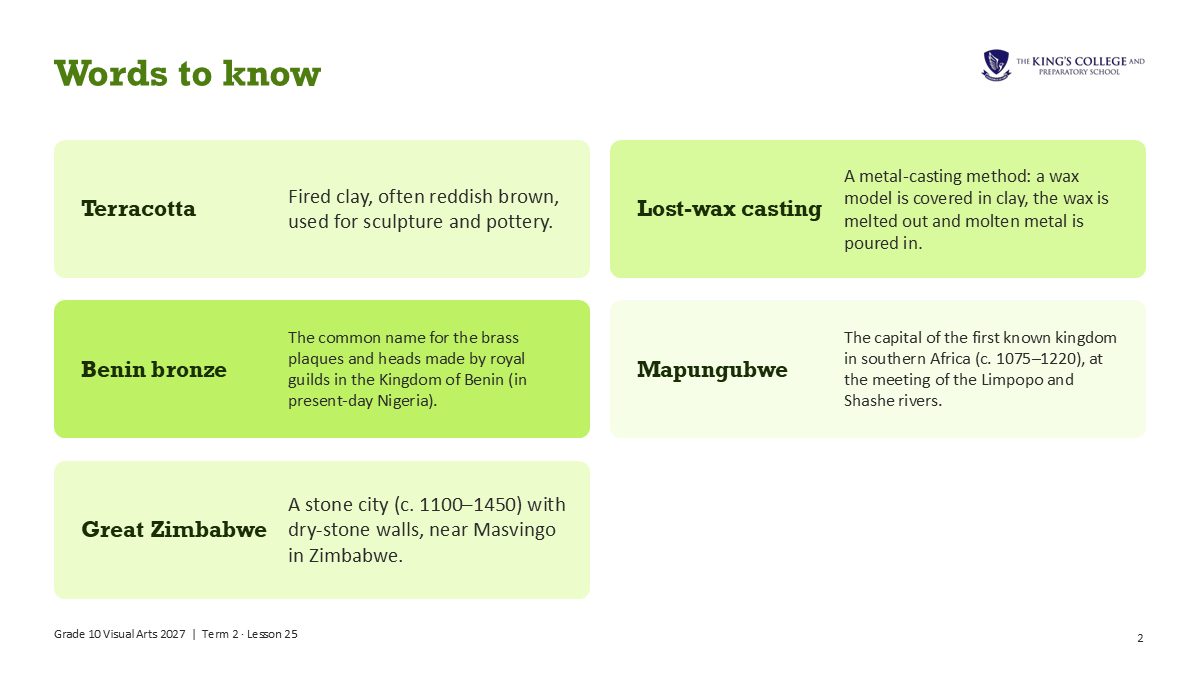 Words to know
THE KING'S COLLEGE AND
PREPARATORY SCHOOL
Terracotta
Fired clay, often reddish brown,
used for sculpture and pottery.
Lost-wax casting
A metal-casting method: a wax
model is covered in clay, the wax is
melted out and molten metal is
poured in.
Benin bronze
The common name for the brass
plaques and heads made by royal
guilds in the Kingdom of Benin (in
present-day Nigeria).
Mapungubwe
The capital of the first known kingdom
in southern Africa (c. 1075–1220), at
the meeting of the Limpopo and
Shashe rivers.
Great Zimbabwe
A stone city (c. 1100–1450) with
dry-stone walls, near Masvingo
in Zimbabwe.
Grade 10 Visual Arts 2027 | Term 2 · Lesson 25
2